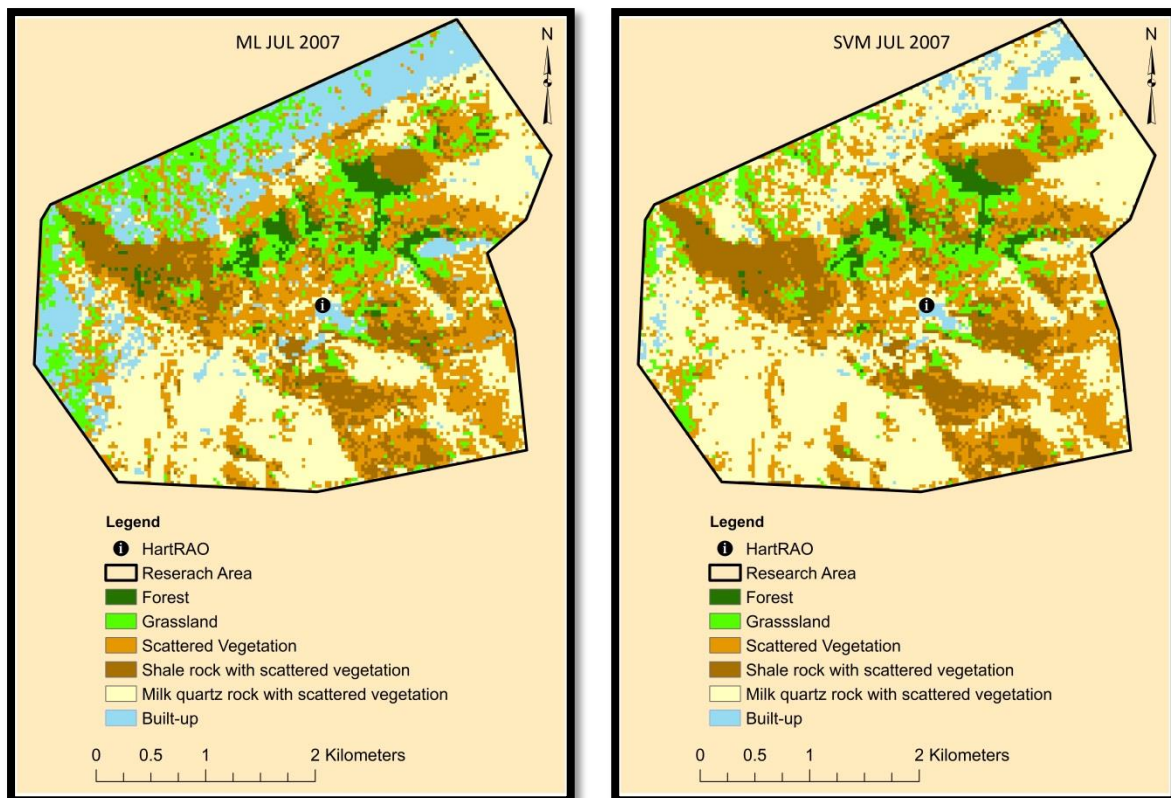 ML JUL 2007
N
Legend
HartRAO
Reserach Area
Forest
Grassland
Scattered Vegetation
Shale rock with scattered vegetation
Milk quartz rock with scattered vegetation
Built-up
0 0.5 1 2 Kilometers
SVM JUL 2007
N
Legend
HartRAO
Research Area
Forest
Grasssland
Scattered Vegetation
Shale rock with scattered vegetation
Milk quartz rock with scattered vegetation
Built-up
0 0.5 1 2 Kilometers